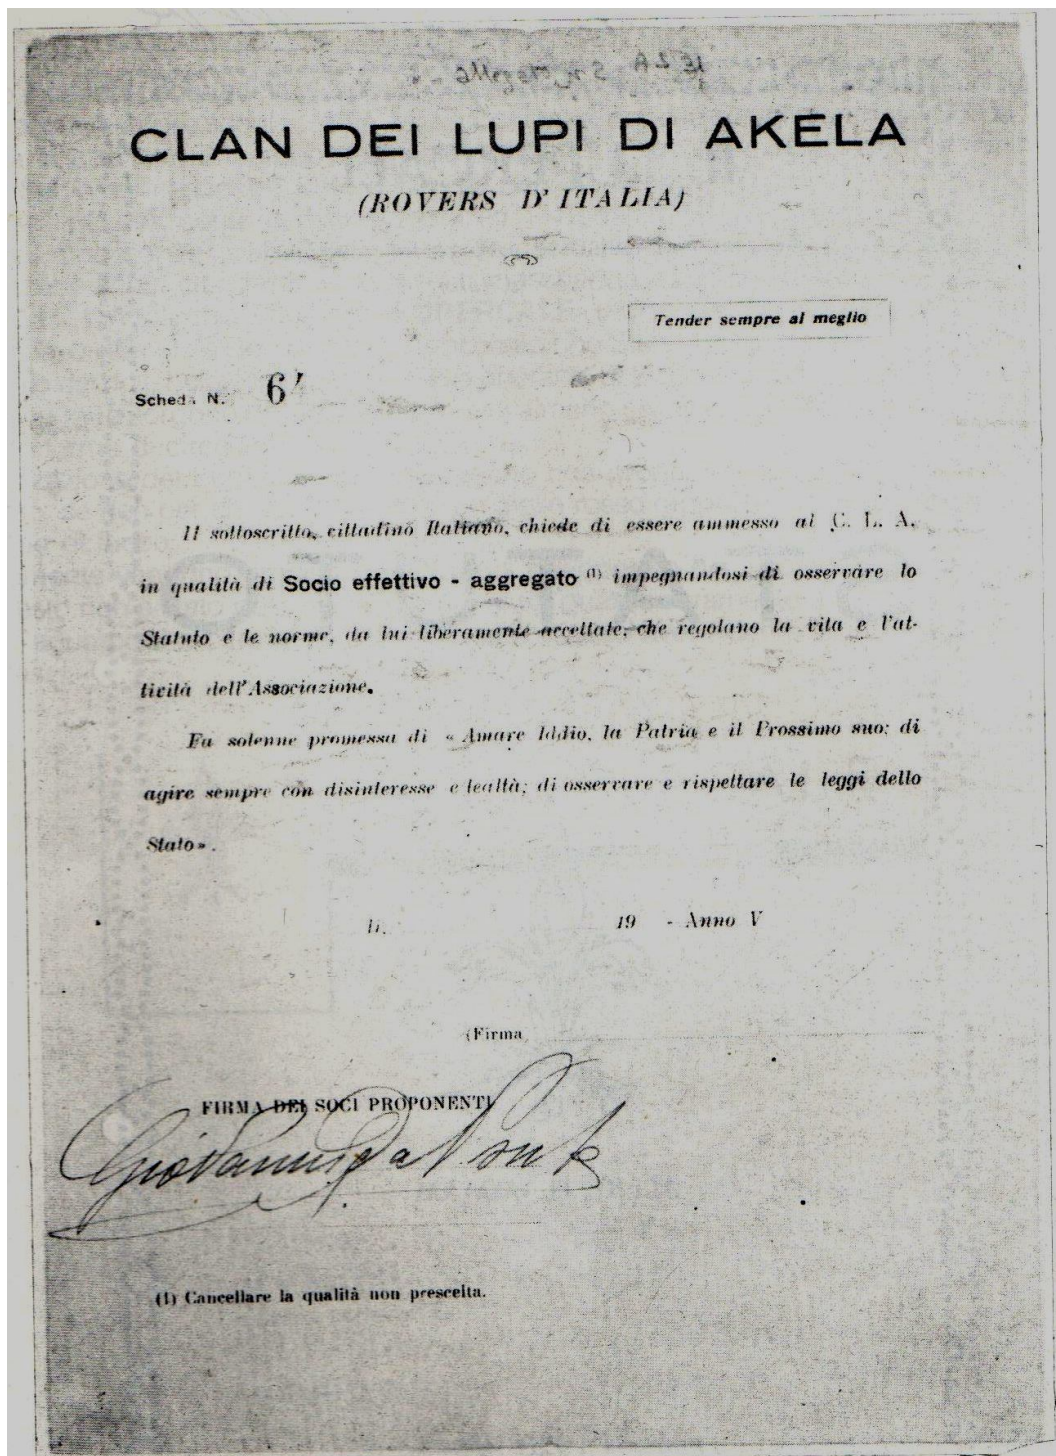 CLAN DEI LUPI DI AKELA
(ROVERS D' ITALIA)
Tender sempre al meglio
Scheda N. 6'
Il sottoscritto, cittadino Italiano, chiede di essere ammesso al C. L. A.
in qualità di Socio effettivo - aggregato (1) impegnandosi di osservare lo
Statuto e le norme, da lui liberamente accettate, che regolano la vita e l'at-
tività dell'Associazione.
Fa solenne promessa di « Amare Iddio, la Patria e il Prossimo suo; di
agire sempre con disinteresse e lealtà; di osservare e rispettare le leggi dello
Stato ».
li, 19 - Anno V
(Firma
FIRMA DEI SOCI PROPONENTI
Giovanni
(1) Cancellare la qualità non prescelta.